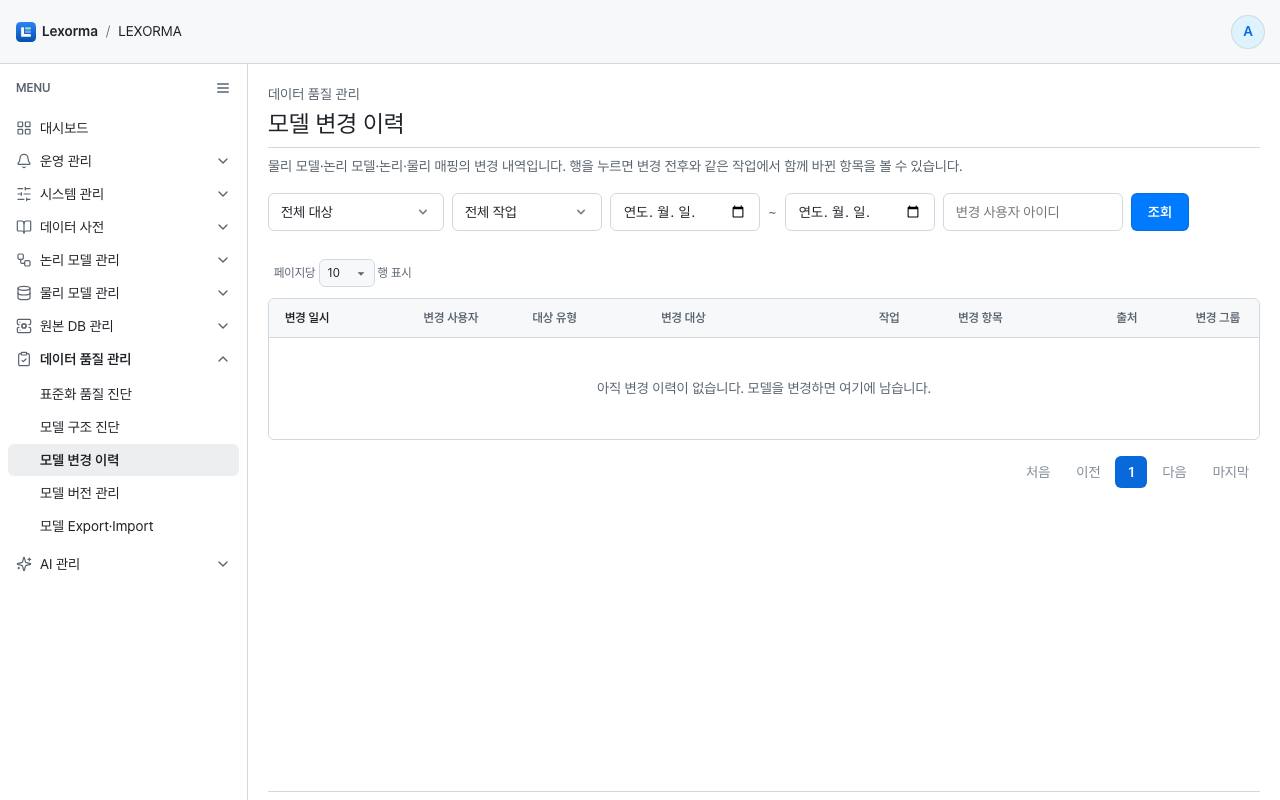 Lexorma / LEXORMA
A
MENU
대시보드
운영 관리
시스템 관리
데이터 사전
논리 모델 관리
물리 모델 관리
원본 DB 관리
데이터 품질 관리
표준화 품질 진단
모델 구조 진단
모델 변경 이력
모델 버전 관리
모델 Export·Import
AI 관리
데이터 품질 관리
모델 변경 이력
물리 모델·논리 모델·논리·물리 매핑의 변경 내역입니다. 행을 누르면 변경 전후와 같은 작업에서 함께 바뀐 항목을 볼 수 있습니다.
전체 대상 전체 작업 연도. 월. 일. ~ 연도. 월. 일. 변경 사용자 아이디 조회
페이지당 10 행 표시
변경 일시 변경 사용자 대상 유형 변경 대상 작업 변경 항목 출처 변경 그룹
아직 변경 이력이 없습니다. 모델을 변경하면 여기에 남습니다.
처음 이전 1 다음 마지막